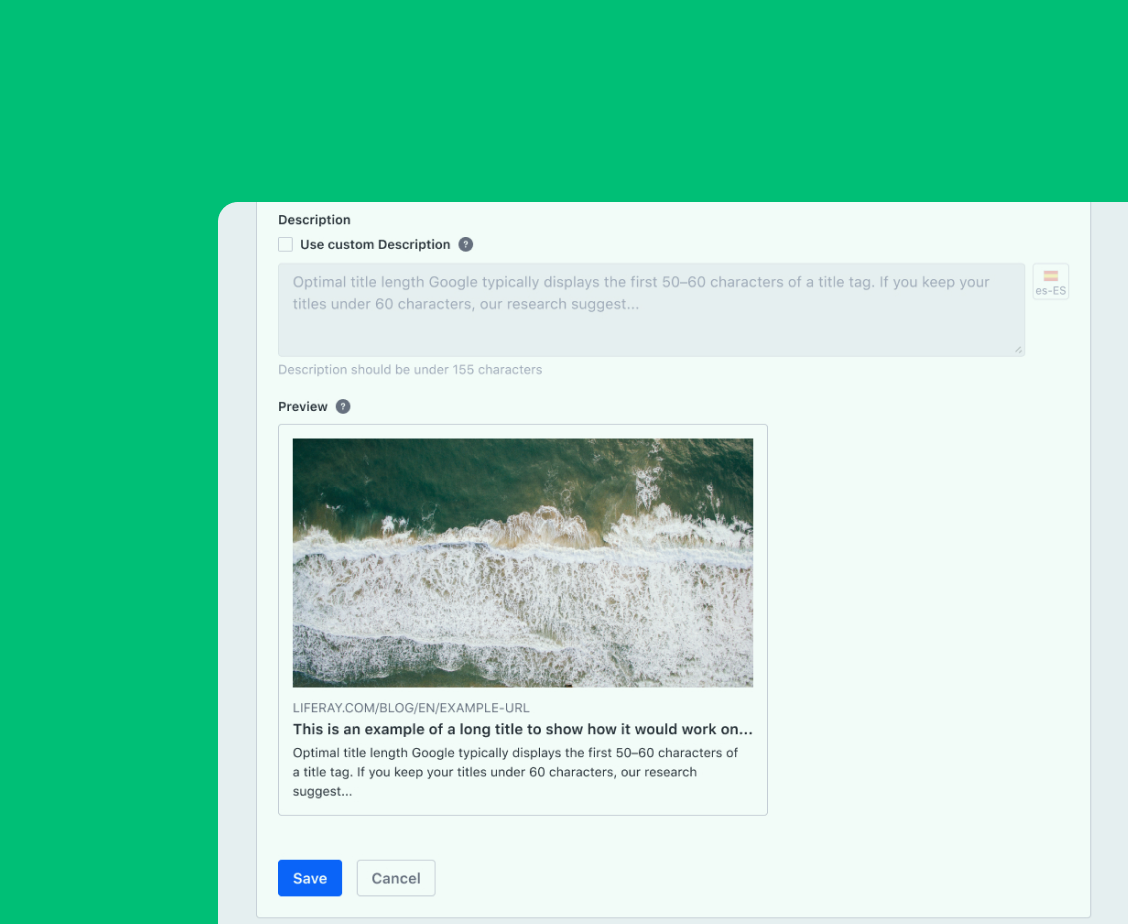 Description
Use custom Description ?
Optimal title length Google typically displays the first 50–60 characters of a title tag. If you keep your
titles under 60 characters, our research suggest...
es-ES
Description should be under 155 characters
Preview ?
LIFERAY.COM/BLOG/EN/EXAMPLE-URL
This is an example of a long title to show how it would work on...
Optimal title length Google typically displays the first 50–60 characters of
a title tag. If you keep your titles under 60 characters, our research
suggest...
Save
Cancel